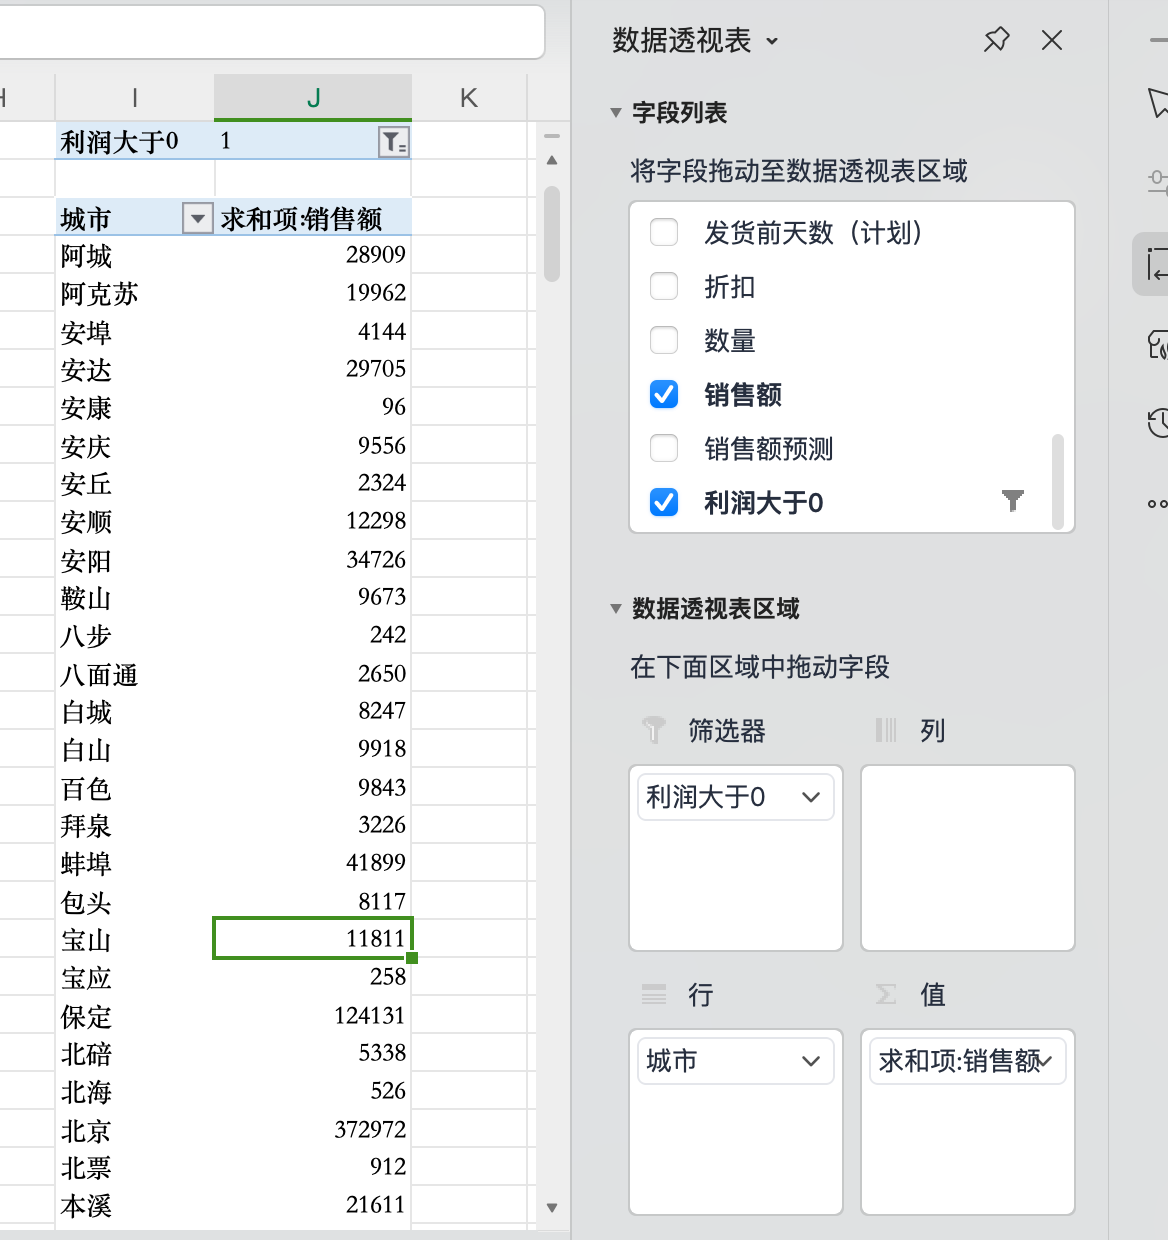 H I J K
利润大于0 1
城市 求和项:销售额
阿城 28909
阿克苏 19962
安埠 4144
安达 29705
安康 96
安庆 9556
安丘 2324
安顺 12298
安阳 34726
鞍山 9673
八步 242
八面通 2650
白城 8247
白山 9918
百色 9843
拜泉 3226
蚌埠 41899
包头 8117
宝山 11811
宝应 258
保定 124131
北碚 5338
北海 526
北京 372972
北票 912
本溪 21611
数据透视表
字段列表
将字段拖动至数据透视表区域
发货前天数（计划）
折扣
数量
销售额
销售额预测
利润大于0
数据透视表区域
在下面区域中拖动字段
筛选器 列
利润大于0
行 值
城市 求和项:销售额